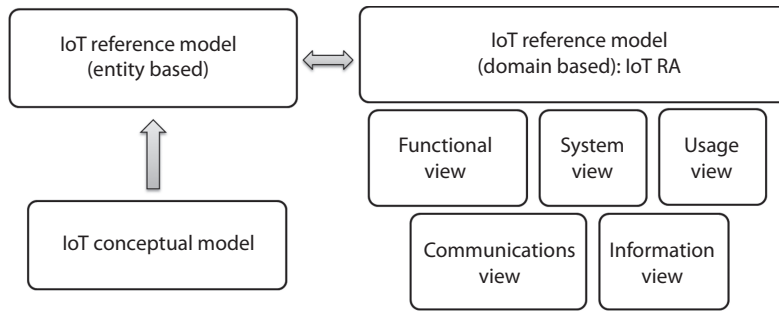 IoT reference model
(entity based)
IoT reference model
(domain based): IoT RA
Functional
view
System
view
Usage
view
IoT conceptual model
Communications
view
Information
view